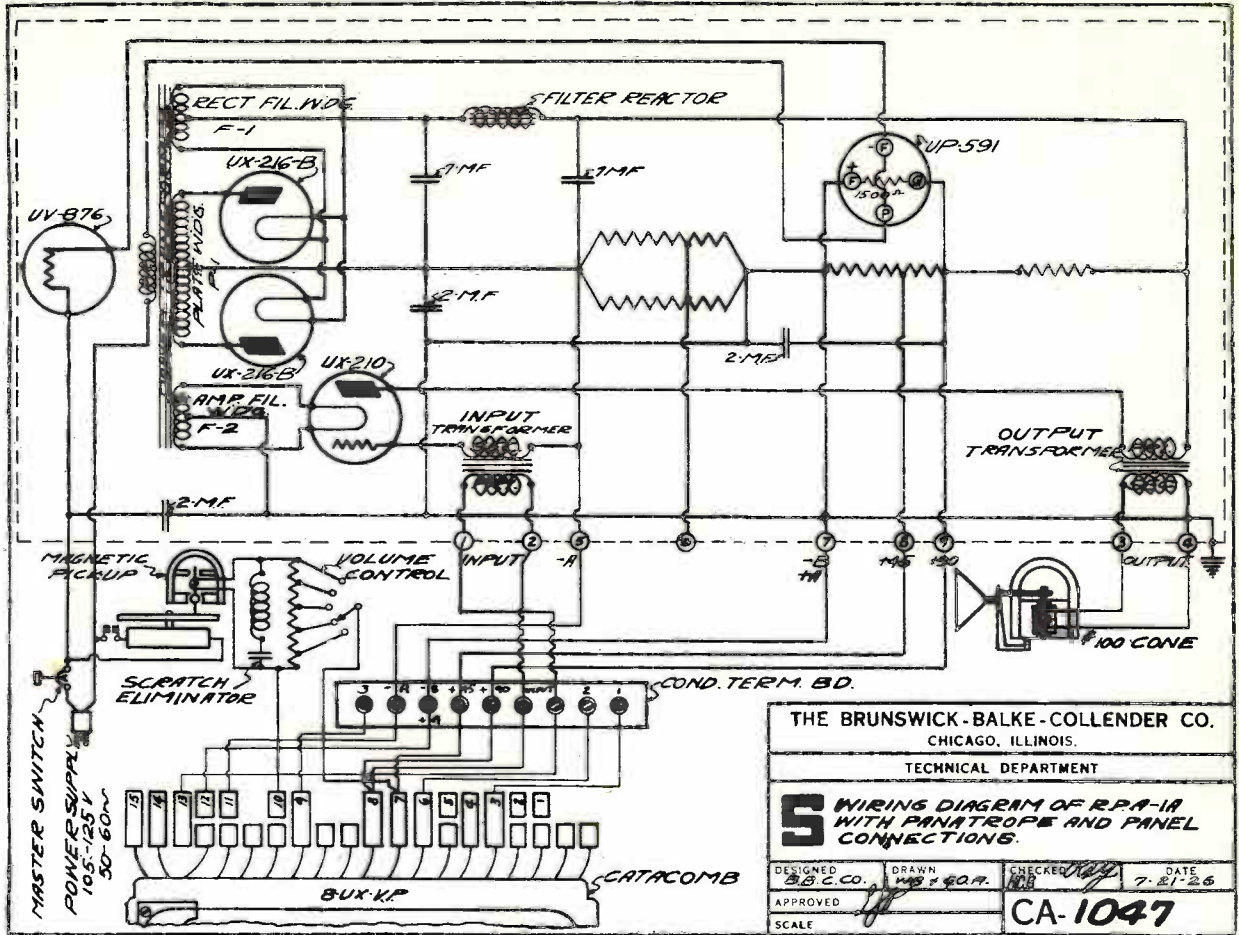 RECT FIL. WDG.
F-1
FILTER REACTOR
UP-591
UX-216-B
1-MF
1MF
-F
+
F
G
1500Ω
P
UV-876
PLATE WDG.
P-1
2-M.F
UX-216-B
UX-210
2-M.F.
AMP. FIL.
WDG.
F-2
INPUT
TRANSFORMER
OUTPUT
TRANSFORMER
2-M.F.
1
INPUT
2
5
-A
6
7
-B
+A
8
+45
9
+90
3
OUTPUT
4
MAGNETIC
PICKUP
VOLUME
CONTROL
#100 CONE
SCRATCH
ELIMINATOR
COND. TERM. BD.
3 -A -B +45 +90 INPUT 2 1
+A
MASTER SWITCH
POWER SUPPLY
105-125 V
50-60~
15 14 13 12 11 10 9 8 7 6 5 4 3 2 1
CATACOMB
8-UX-V.P.
THE BRUNSWICK-BALKE-COLLENDER CO.
CHICAGO, ILLINOIS.
TECHNICAL DEPARTMENT
S WIRING DIAGRAM OF R.P.A-1A
WITH PANATROPE AND PANEL
CONNECTIONS.
DESIGNED
B.B.C.CO.
DRAWN
CHECKED
DATE
7-21-26
APPROVED
SCALE
CA-1047